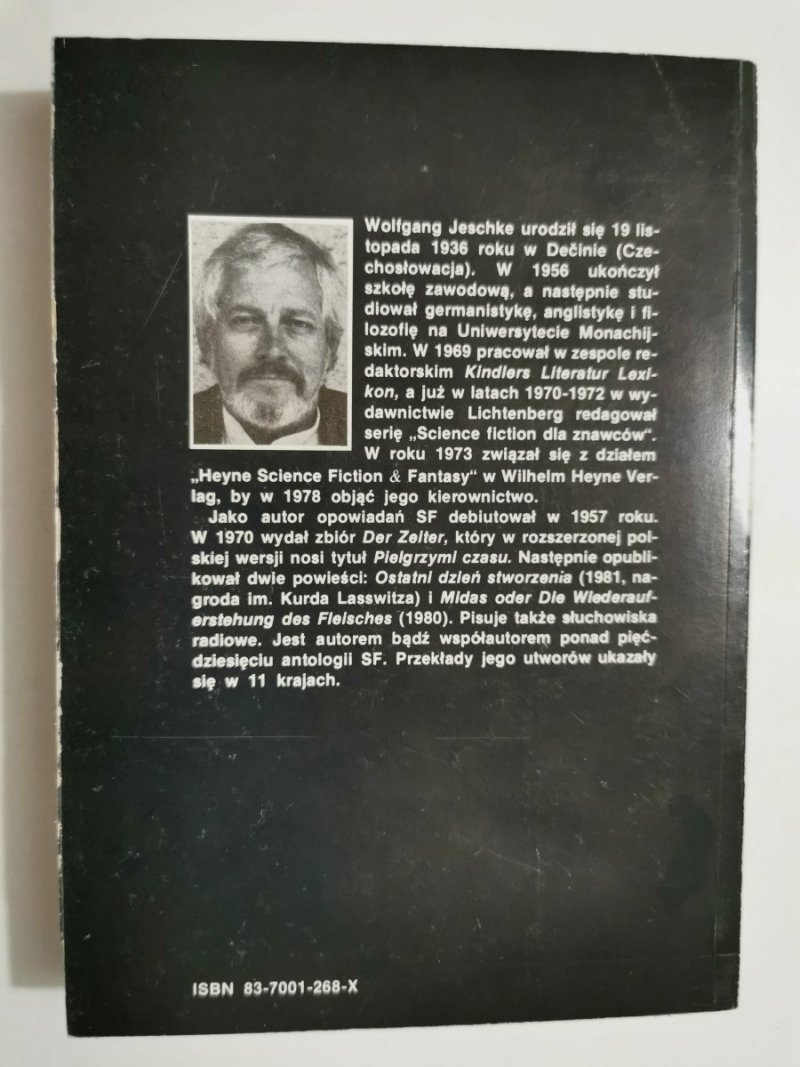 Wolfgang Jeschke urodził się 19 lis-
topada 1936 roku w Dečinie (Cze-
chosłowacja). W 1956 ukończył
szkołę zawodową, a następnie stu-
diował germanistykę, anglistykę i fi-
lozofię na Uniwersytecie Monachij-
skim. W 1969 pracował w zespole re-
daktorskim Kindlers Literatur Lexi-
kon, a już w latach 1970-1972 w wy-
dawnictwie Lichtenberg redagował
serię „Science fiction dla znawców“.
W roku 1973 związał się z działem
„Heyne Science Fiction & Fantasy“ w Wilhelm Heyne Ver-
lag, by w 1978 objąć jego kierownictwo.
Jako autor opowiadań SF debiutował w 1957 roku.
W 1970 wydał zbiór Der Zeiter, który w rozszerzonej pol-
skiej wersji nosi tytuł Pielgrzymi czasu. Następnie opubli-
kował dwie powieści: Ostatni dzień stworzenia (1981, na-
groda im. Kurda Lasswitza) i Midas oder Die Wiederauf-
erstehung des Fleisches (1980). Pisuje także słuchowiska
radiowe. Jest autorem bądź współautorem ponad pięć-
dziesięciu antologii SF. Przekłady jego utworów ukazały
się w 11 krajach.
ISBN 83-7001-268-X